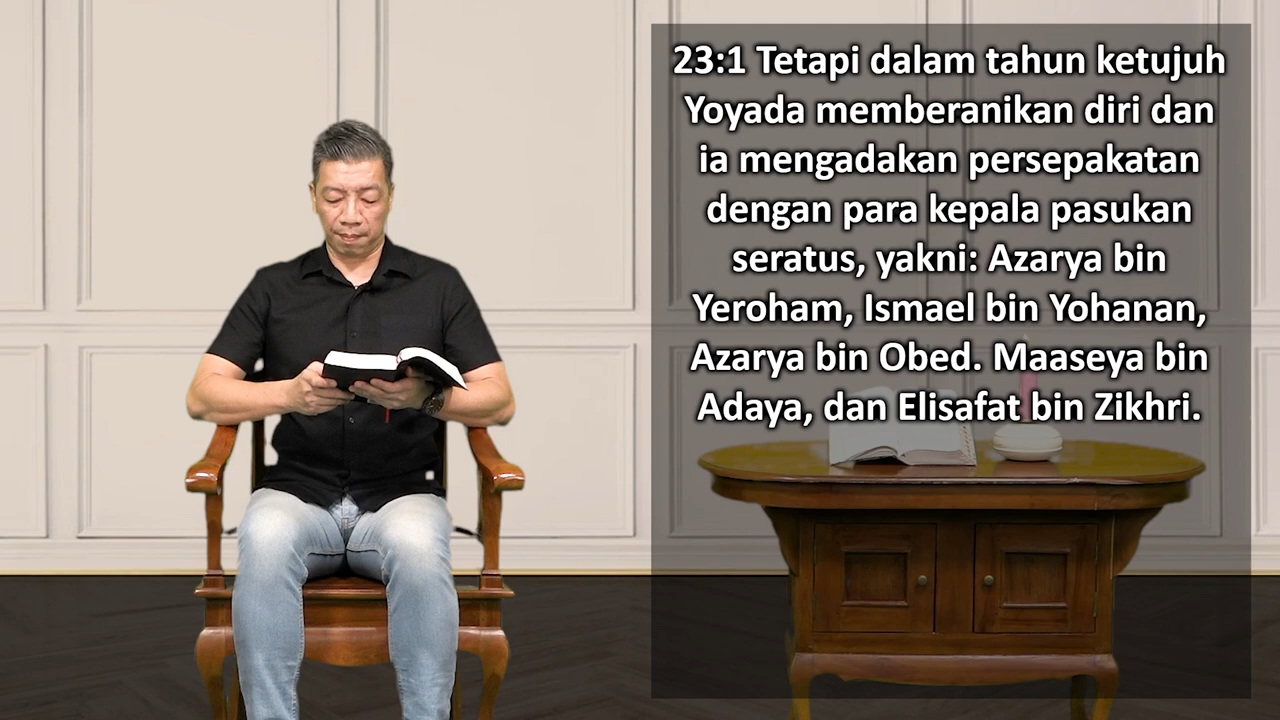 23:1 Tetapi dalam tahun ketujuh
Yoyada memberanikan diri dan
ia mengadakan persepakatan
dengan para kepala pasukan
seratus, yakni: Azarya bin
Yeroham, Ismael bin Yohanan,
Azarya bin Obed. Maaseya bin
Adaya, dan Elisafat bin Zikhri.